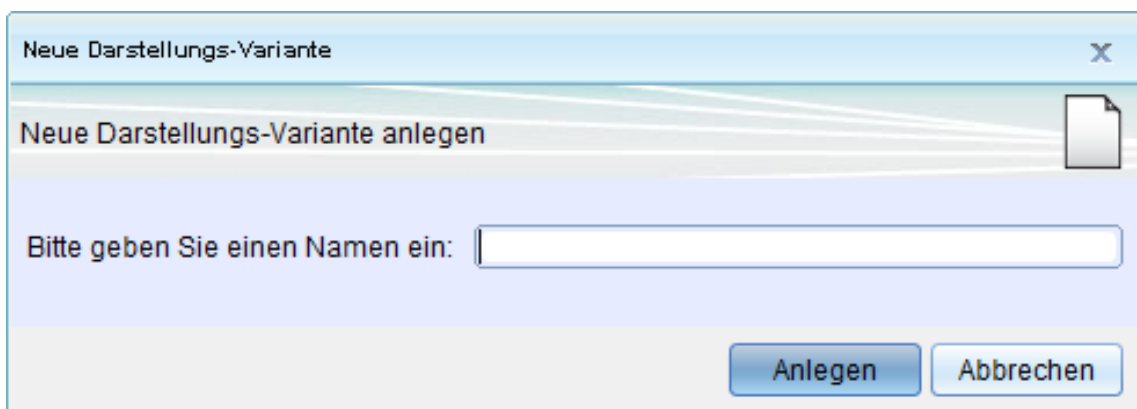 Neue Darstellungs-Variante
Neue Darstellungs-Variante anlegen
Bitte geben Sie einen Namen ein:
Anlegen Abbrechen